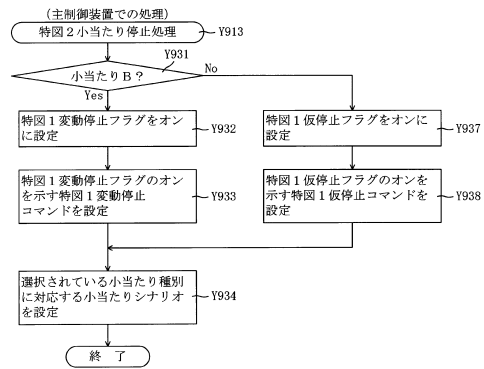 (主制御装置での処理)
特図2小当たり停止処理
Y913
小当たりB?
Y931
No
Yes
特図1変動停止フラグをオン
に設定
Y932
特図1仮停止フラグをオンに
設定
Y937
特図1変動停止フラグのオン
を示す特図1変動停止
コマンドを設定
Y933
特図1仮停止フラグのオンを
示す特図1仮停止コマンドを
設定
Y938
選択されている小当たり種別
に対応する小当たりシナリオ
を設定
Y934
終 了